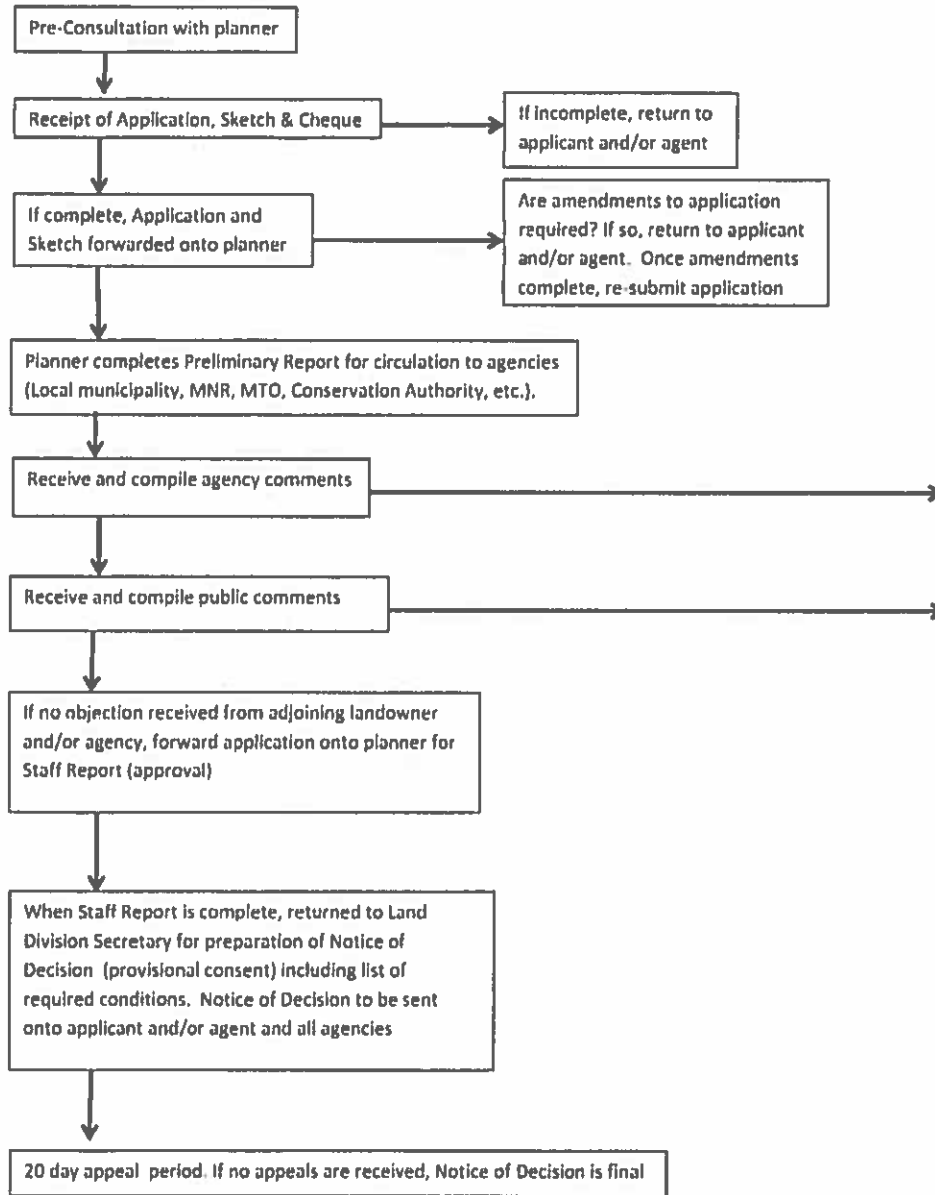 Pre-Consultation with planner
Receipt of Application, Sketch & Cheque
If incomplete, return to
applicant and/or agent
If complete, Application and
Sketch forwarded onto planner
Are amendments to application
required? If so, return to applicant
and/or agent. Once amendments
complete, re-submit application
Planner completes Preliminary Report for circulation to agencies
(Local municipality, MNR, MTO, Conservation Authority, etc.).
Receive and compile agency comments
Receive and compile public comments
If no objection received from adjoining landowner
and/or agency, forward application onto planner for
Staff Report (approval)
When Staff Report is complete, returned to Land
Division Secretary for preparation of Notice of
Decision (provisional consent) including list of
required conditions. Notice of Decision to be sent
onto applicant and/or agent and all agencies
20 day appeal period. If no appeals are received, Notice of Decision is final